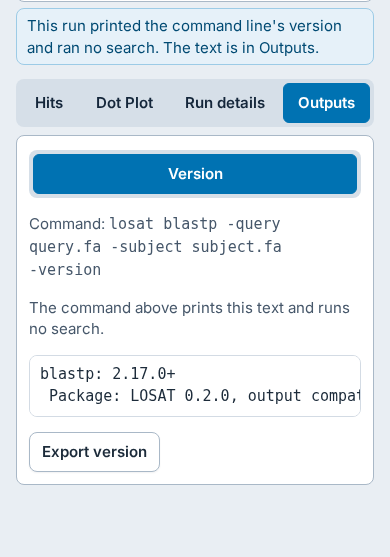 This run printed the command line's version
and ran no search. The text is in Outputs.
Hits Dot Plot Run details Outputs
Version
Command: losat blastp -query
query.fa -subject subject.fa
-version
The command above prints this text and runs
no search.
blastp: 2.17.0+
Package: LOSAT 0.2.0, output
Export version